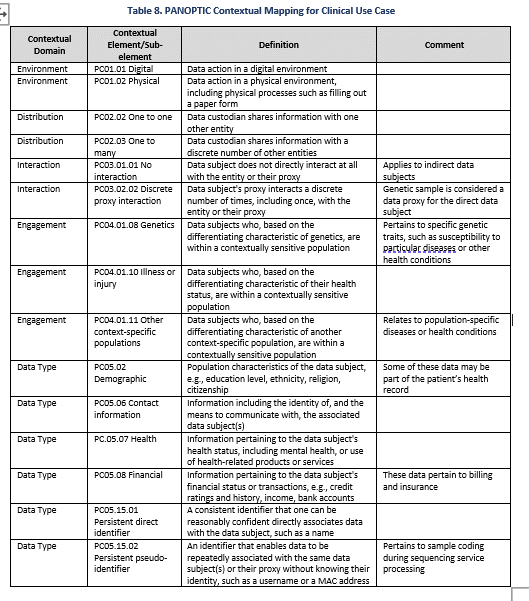 Table 8. PANOPTIC Contextual Mapping for Clinical Use Case
Contextual Domain
Contextual Element/Sub-element
Definition
Comment
Environment
PC01.01 Digital
Data action in a digital environment
Environment
PC01.02 Physical
Data action in a physical environment,
including physical processes such as filling out
a paper form
Distribution
PC02.02 One to one
Data custodian shares information with one
other entity
Distribution
PC02.03 One to
many
Data custodian shares information with a
discrete number of other entities
Interaction
PC03.01.01 No
interaction
Data subject does not directly interact at all
with the entity or their proxy
Applies to indirect data
subjects
Interaction
PC03.02.02 Discrete
proxy interaction
Data subject's proxy interacts a discrete
number of times, including once, with the
entity or their proxy
Genetic sample is considered a
data proxy for the direct data
subject
Engagement
PC04.01.08 Genetics
Data subjects who, based on the
differentiating characteristic of genetics, are
within a contextually sensitive population
Pertains to specific genetic
traits, such as susceptibility to
particular diseases or other
health conditions
Engagement
PC04.01.10 Illness or
injury
Data subjects who, based on the
differentiating characteristic of their health
status, are within a contextually sensitive
population
Engagement
PC04.01.11 Other
context-specific
populations
Data subjects who, based on the
differentiating characteristic of another
context-specific population, are within a
contextually sensitive population
Relates to population-specific
diseases or health conditions
Data Type
PC05.02
Demographic
Population characteristics of the data subject,
e.g., education level, ethnicity, religion,
citizenship
Some of these data may be
part of the patient's health
record
Data Type
PC05.06 Contact
information
Information including the identity of, and the
means to communicate with, the associated
data subject(s)
Data Type
PC.05.07 Health
Information pertaining to the data subject's
health status, including mental health, or use
of health-related products or services
Data Type
PC05.08 Financial
Information pertaining to the data subject's
financial status or transactions, e.g., credit
ratings and history, income, bank accounts
These data pertain to billing
and insurance
Data Type
PC05.15.01
Persistent direct
identifier
A consistent identifier that one can be
reasonably confident directly associates data
with the data subject, such as a name
Data Type
PC05.15.02
Persistent pseudo-
identifier
An identifier that enables data to be
repeatedly associated with the same data
subject(s) or their proxy without knowing their
identity, such as a username or a MAC address
Pertains to sample coding
during sequencing service
processing